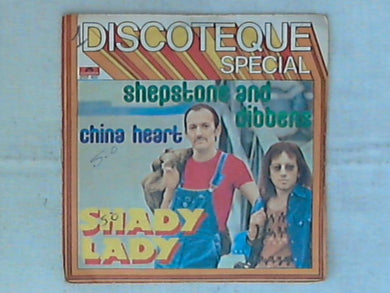 DISCOTEQUE
SPECIAL
shepstone and
dibbens
china heart
SHADY
LADY